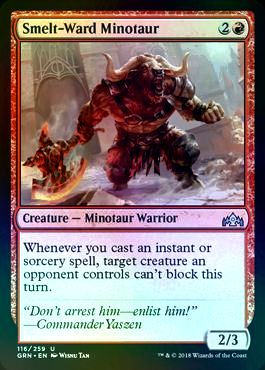 Smelt-Ward Minotaur 2
Creature — Minotaur Warrior
Whenever you cast an instant or
sorcery spell, target creature an
opponent controls can't block this
turn.
"Don't arrest him—enlist him!"
—Commander Yaszen
2/3
116/259 U
GRN • EN Wisnu Tan
™ & © 2018 Wizards of the Coast